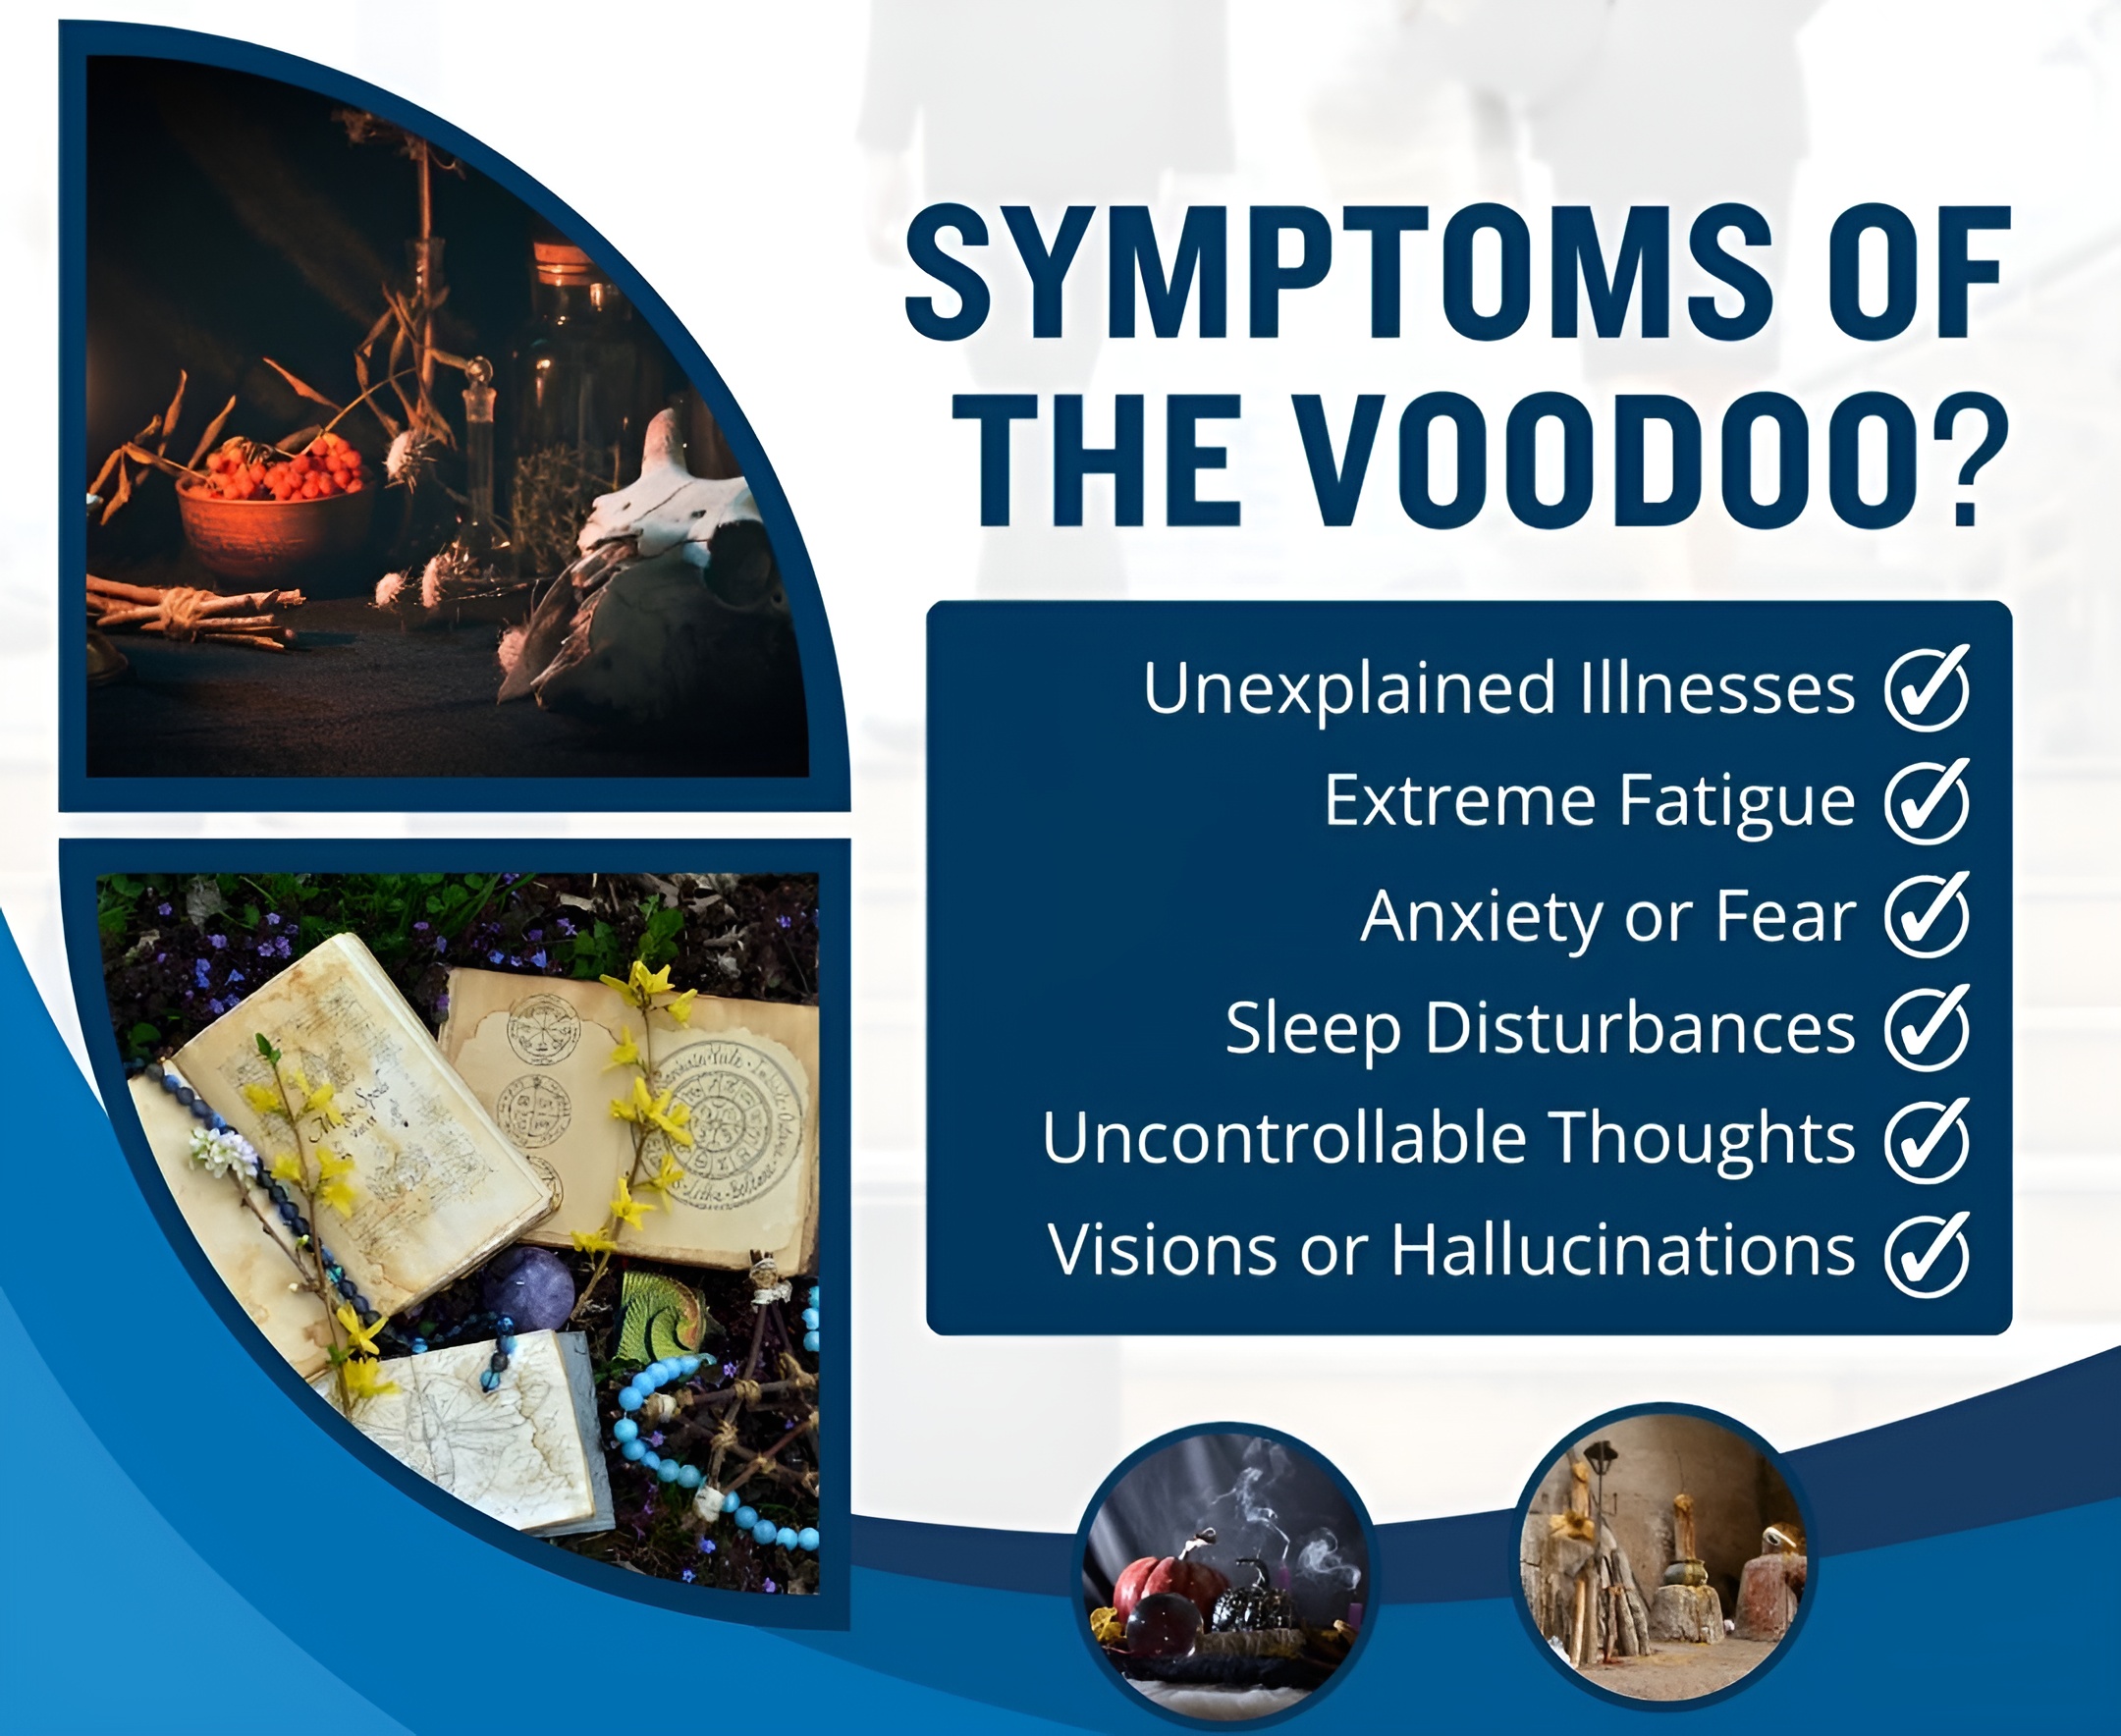 SYMPTOMS OF
THE VOODOO?
Unexplained Illnesses
Extreme Fatigue
Anxiety or Fear
Sleep Disturbances
Uncontrollable Thoughts
Visions or Hallucinations